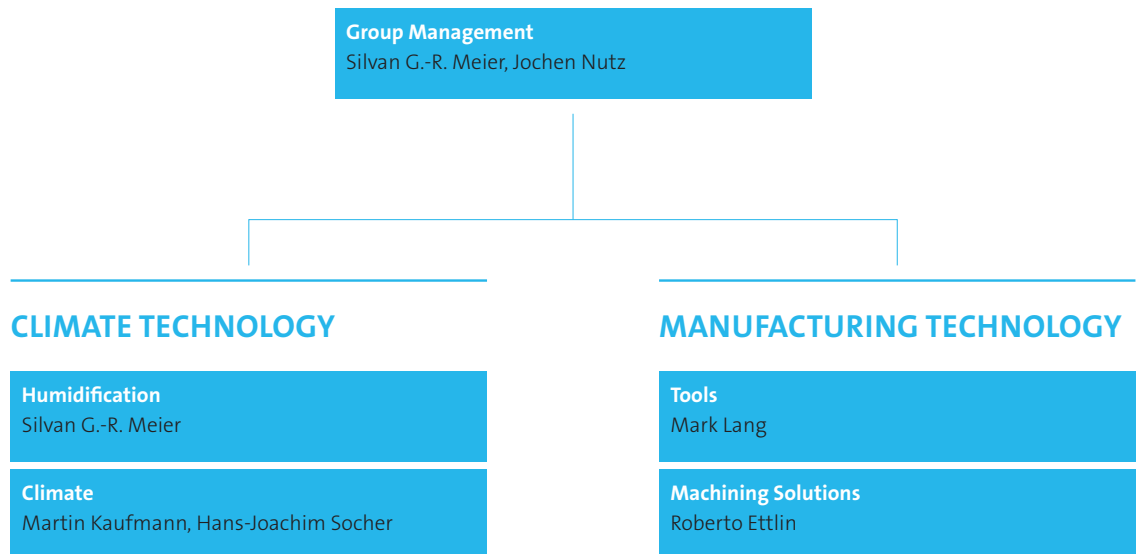 Group Management
Silvan G.-R. Meier, Jochen Nutz
CLIMATE TECHNOLOGY
Humidification
Silvan G.-R. Meier
Climate
Martin Kaufmann, Hans-Joachim Socher
MANUFACTURING TECHNOLOGY
Tools
Mark Lang
Machining Solutions
Roberto Ettlin